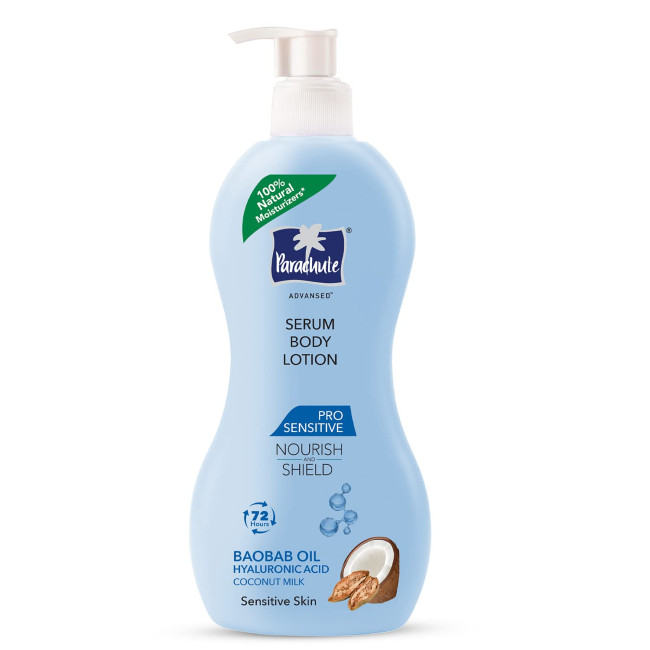 100%
Natural
Moisturizers*
Parachute®
ADVANSED™
SERUM
BODY
LOTION
PRO
SENSITIVE
NOURISH
AND
SHIELD
72
Hours
BAOBAB OIL
HYALURONIC ACID
COCONUT MILK
Sensitive Skin